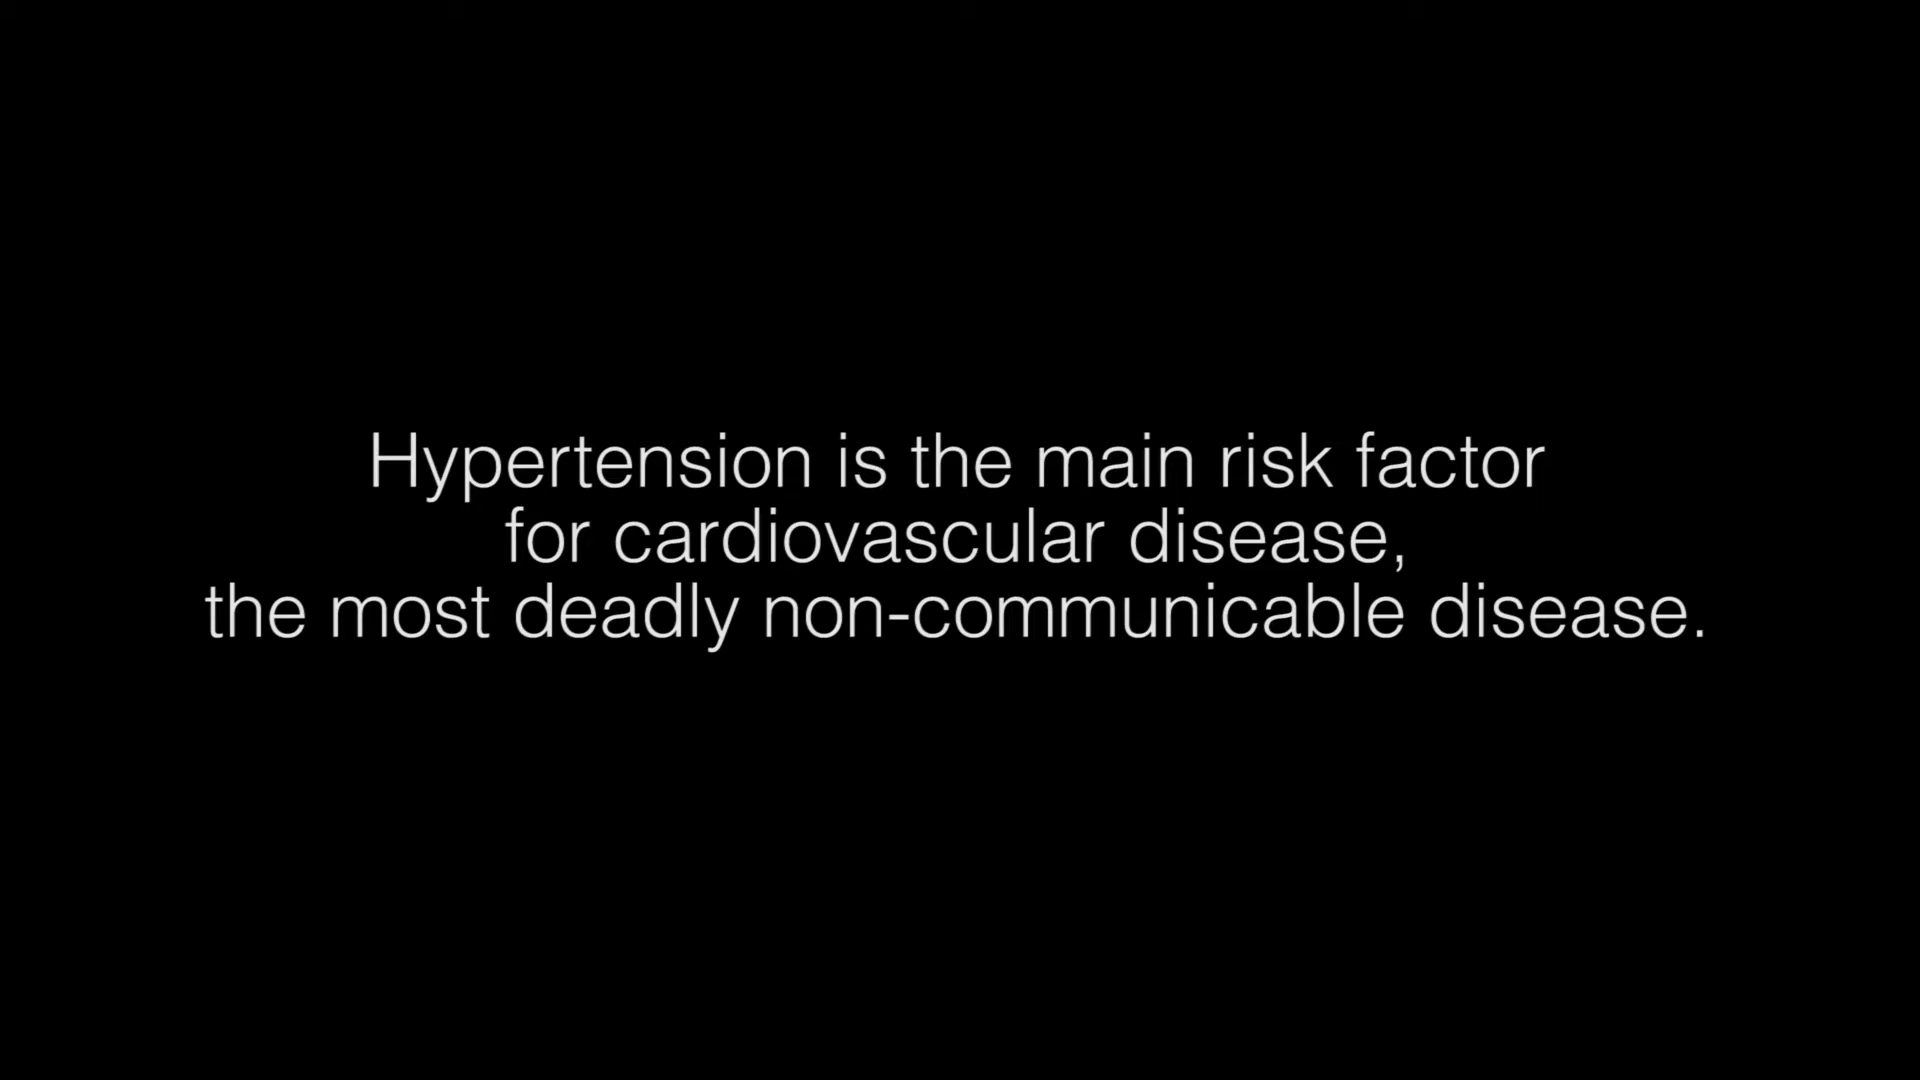 Hypertension is the main risk factor
for cardiovascular disease,
the most deadly non-communicable disease.